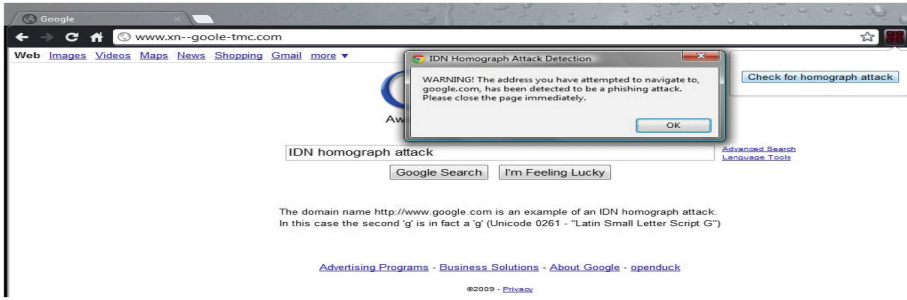 Google
www.xn--goole-tmc.com
Web Images Videos Maps News Shopping Gmail more ▼
IDN Homograph Attack Detection
WARNING! The address you have attempted to navigate to,
google.com, has been detected to be a phishing attack.
Please close the page immediately.
OK
Check for homograph attack
Aw
IDN homograph attack
Advanced Search
Language Tools
Google Search
I'm Feeling Lucky
The domain name http://www.gooɡle.com is an example of an IDN homograph attack.
In this case the second 'g' is in fact a 'ɡ' (Unicode 0261 - "Latin Small Letter Script G")
Advertising Programs - Business Solutions - About Google - openduck
©2009 - Privacy